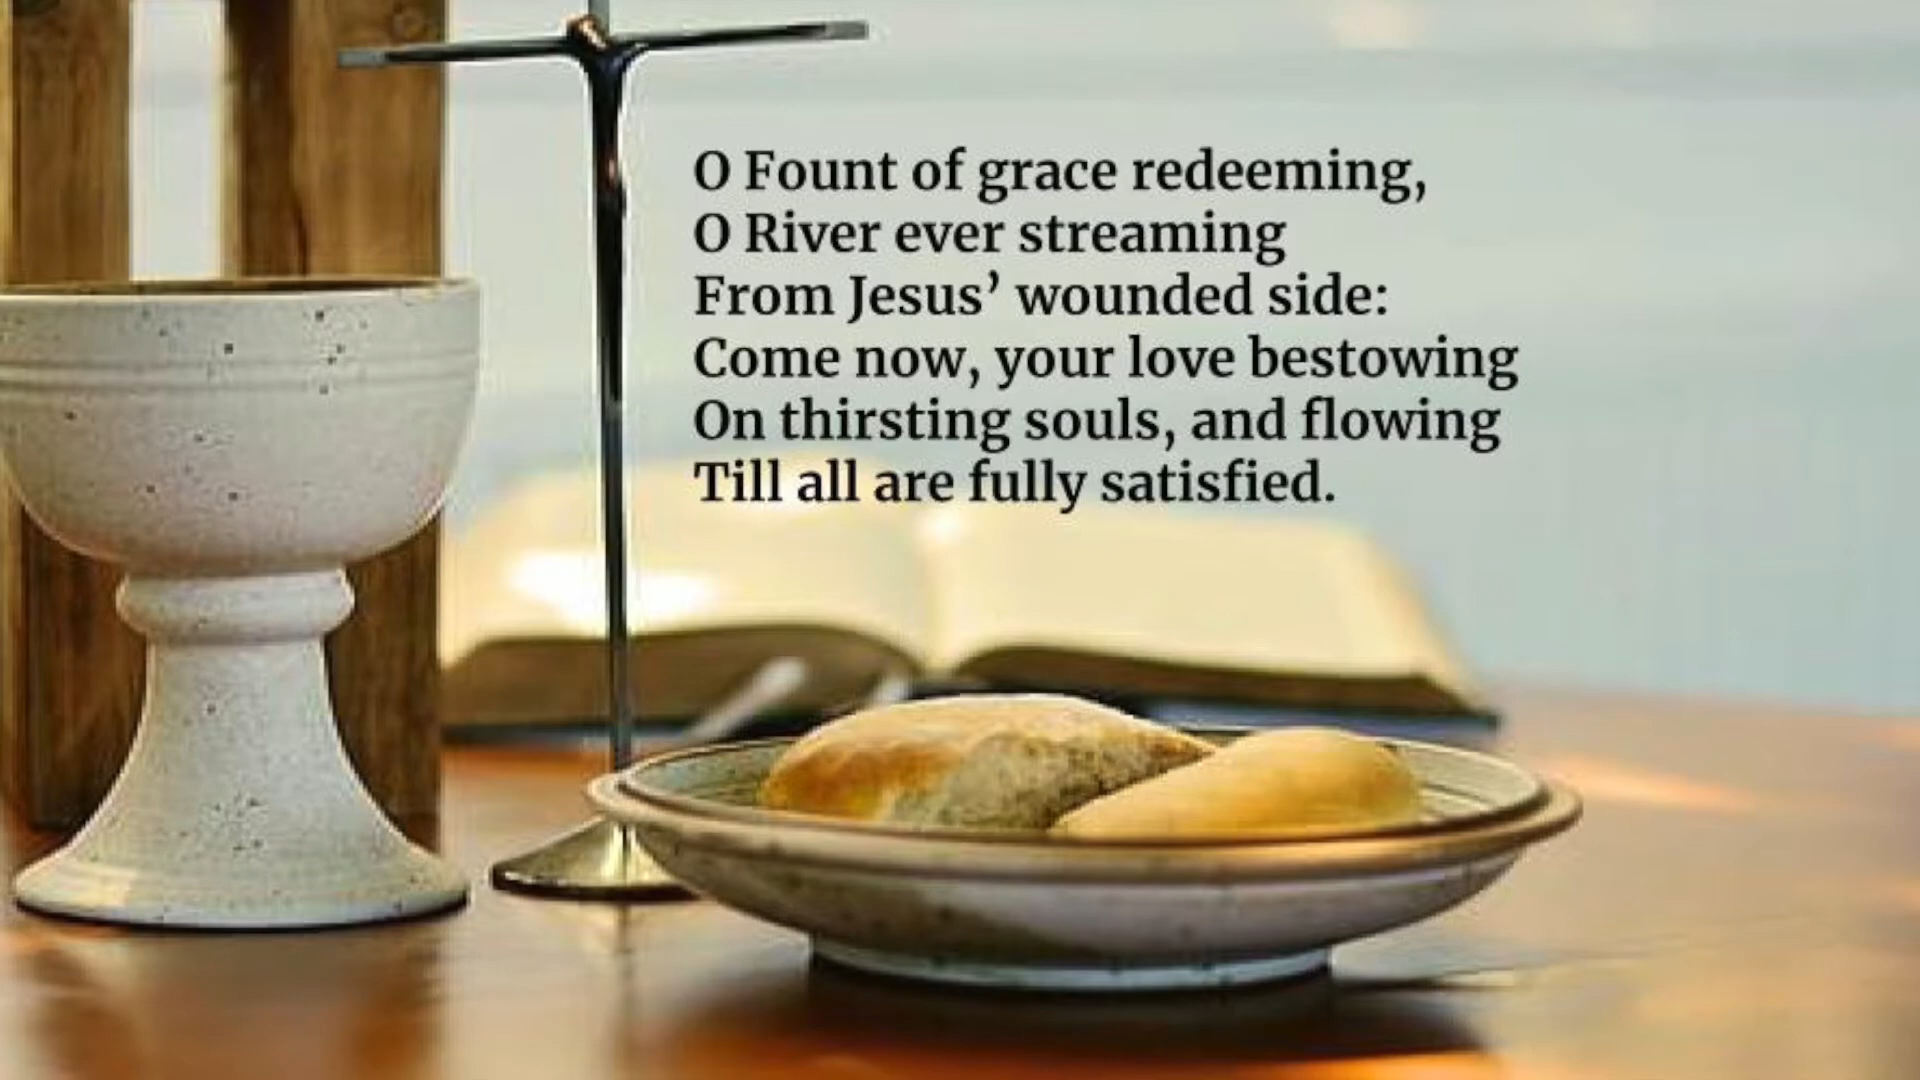 O Fount of grace redeeming,
O River ever streaming
From Jesus’ wounded side:
Come now, your love bestowing
On thirsting souls, and flowing
Till all are fully satisfied.